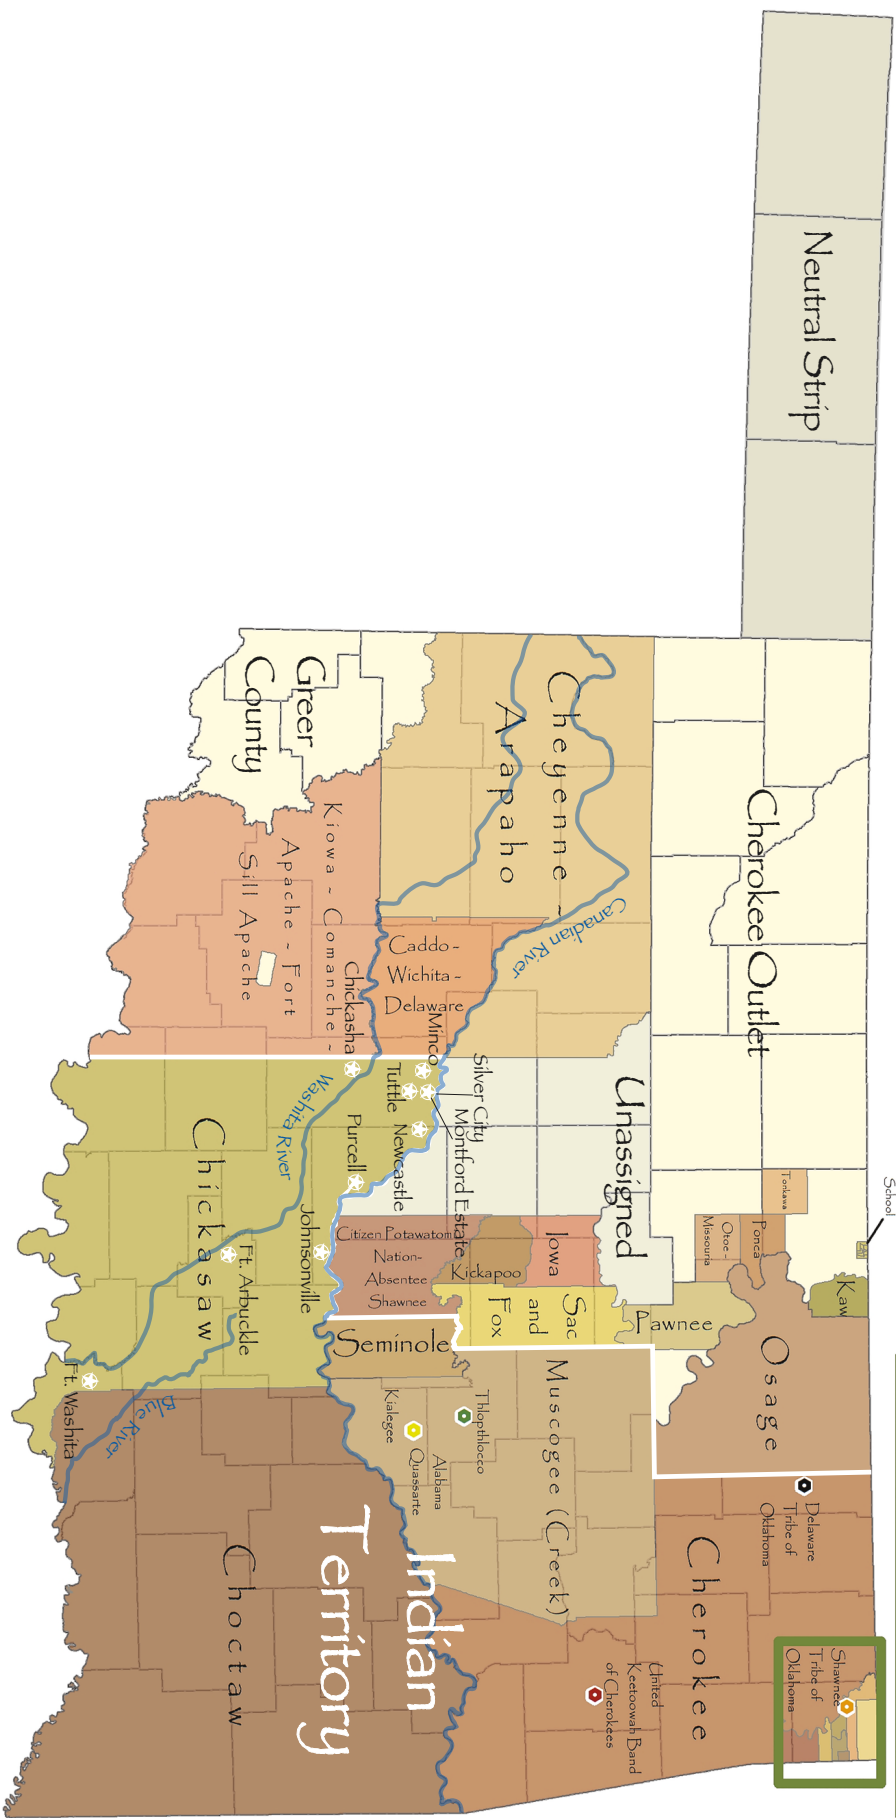 Neutral Strip
Cherokee Outlet
School
Kaw
Tonkawa
Ponca
Otoe-
Missouria
Osage
Pawnee
Delaware
Tribe of
Oklahoma
Cherokee
Shawnee
Tribe of
Oklahoma
United
Keetoowah Band
of Cherokees
Cheyenne -
Arapaho
Canadian River
Unassigned
Iowa
Sac
and
Fox
Kickapoo
Citizen Potawatom
Nation-
Absentee
Shawnee
Seminole
Muscogee (Creek)
Thlopthlocco
Alabama
Quassarte
Kialegee
Caddo -
Wichita -
Delaware
Silver City
Montford Estate
Minco
Tuttle
Newcastle
Chickasha
Purcell
Johnsonville
Greer
County
Kiowa - Comanche -
Apache - Fort
Sill Apache
Washita River
Chickasaw
Ft. Arbuckle
Ft. Washita
Blue River
Choctaw
Indian
Territory